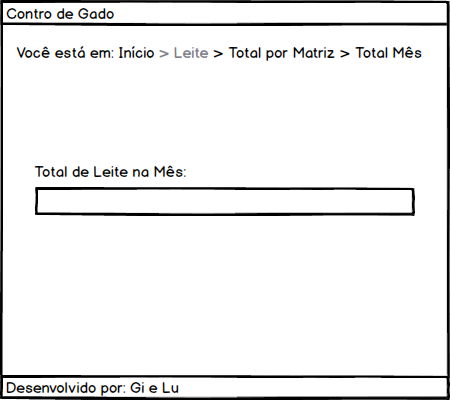 Contro de Gado
Você está em: Início > Leite > Total por Matriz > Total Mês
Total de Leite na Mês:
Desenvolvido por: Gi e Lu